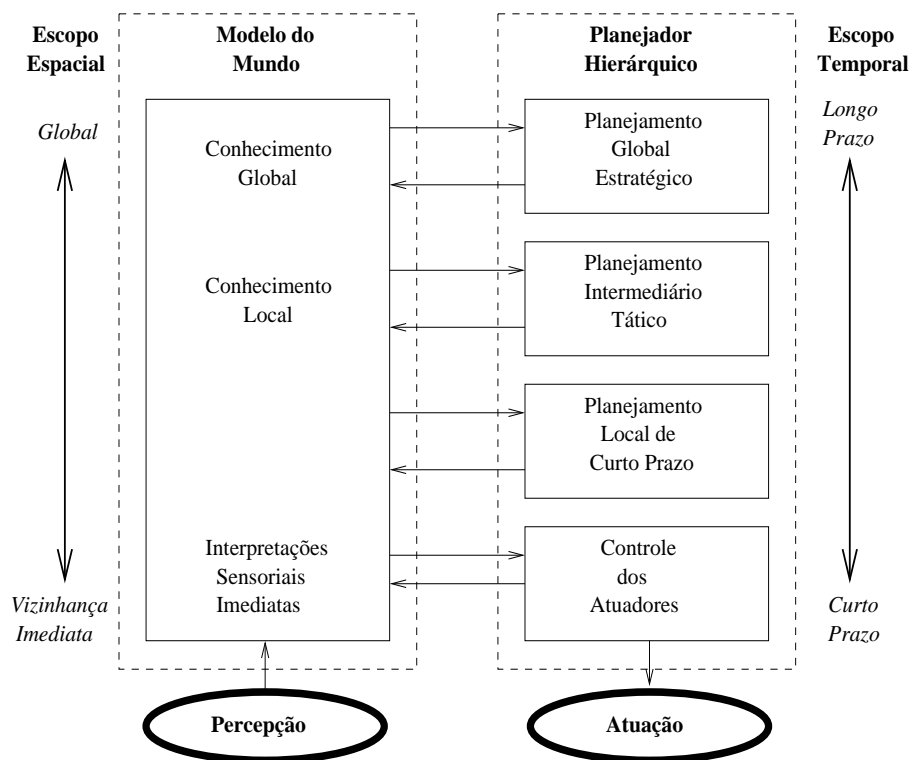 Escopo
Espacial
Modelo do
Mundo
Planejador
Hierárquico
Escopo
Temporal
Global
Conhecimento
Global
Planejamento
Global
Estratégico
Longo
Prazo
Conhecimento
Local
Planejamento
Intermediário
Tático
Planejamento
Local de
Curto Prazo
Vizinhança
Imediata
Interpretações
Sensoriais
Imediatas
Controle
dos
Atuadores
Curto
Prazo
Percepção
Atuação